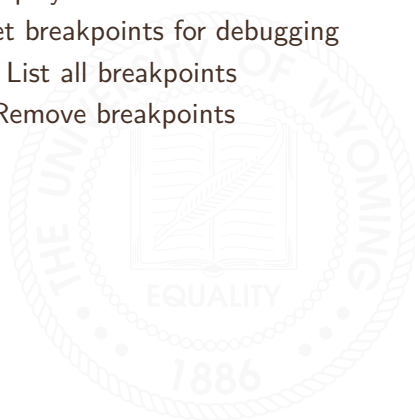 et breakpoints for debugging
List all breakpoints
Remove breakpoints
THE UNIVERSITY OF WYOMING
EQUALITY
1886